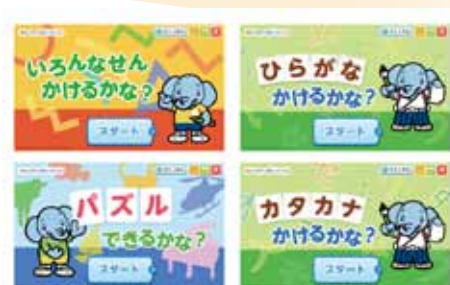 いろんなせん
かけるかな?
スタート
ひらがな
かけるかな?
スタート
パズル
できるかな?
スタート
カタカナ
かけるかな?
スタート